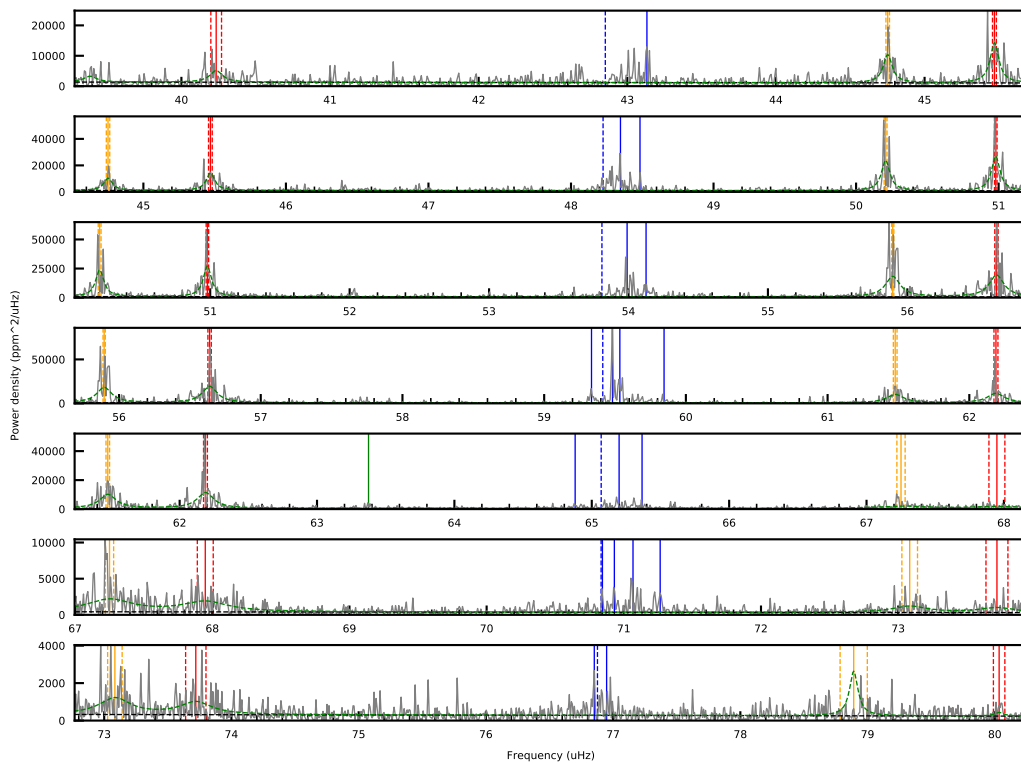 20000
10000
0
40 41 42 43 44 45
40000
20000
0
45 46 47 48 49 50 51
50000
25000
0
51 52 53 54 55 56
50000
0
56 57 58 59 60 61 62
Power density (ppm^2/uHz)
40000
20000
0
62 63 64 65 66 67 68
10000
5000
0
67 68 69 70 71 72 73
4000
2000
0
73 74 75 76 77 78 79 80
Frequency (uHz)